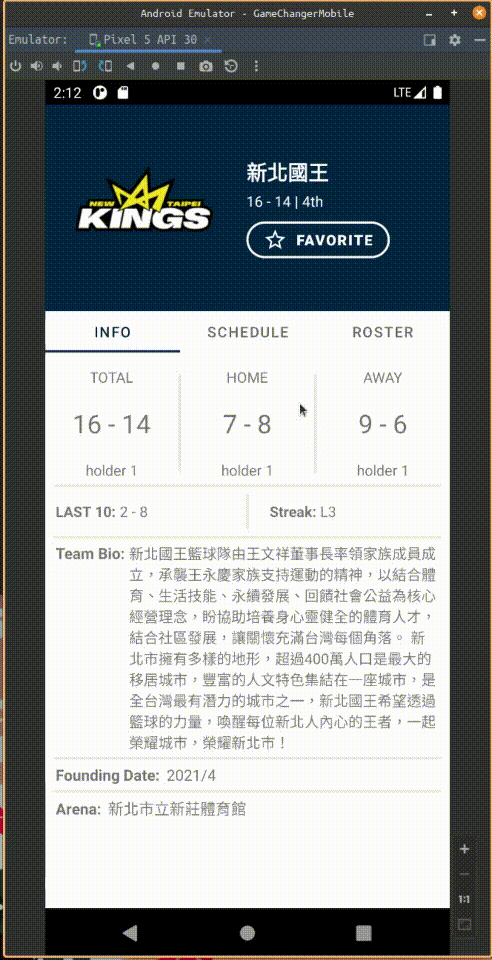 Android Emulator - GameChangerMobile
Emulator: Pixel 5 API 30
2:12 LTE
新北國王
16 - 14 | 4th
NEW TAIPEI
KINGS
FAVORITE
INFO SCHEDULE ROSTER
TOTAL HOME AWAY
16 - 14 7 - 8 9 - 6
holder 1 holder 1 holder 1
LAST 10: 2 - 8 Streak: L3
Team Bio: 新北國王籃球隊由王文祥董事長率領家族成員成
立，承襲王永慶家族支持運動的精神，以結合體
育、生活技能、永續發展、回饋社會公益為核心
經營理念，盼協助培養身心靈健全的體育人才，
結合社區發展，讓關懷充滿台灣每個角落。 新
北市擁有多樣的地形，超過400萬人口是最大的
移居城市，豐富的人文特色集結在一座城市，是
全台灣最有潛力的城市之一，新北國王希望透過
籃球的力量，喚醒每位新北人內心的王者，一起
榮耀城市，榮耀新北市！
Founding Date: 2021/4
Arena: 新北市立新莊體育館
1:1